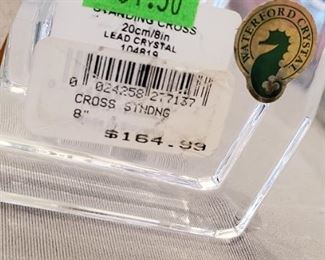 STANDING CROSS
20cm/8in
LEAD CRYSTAL
104819
0 024258 277137
CROSS STNDNG
8"
$164.99
WATERFORD CRYSTAL